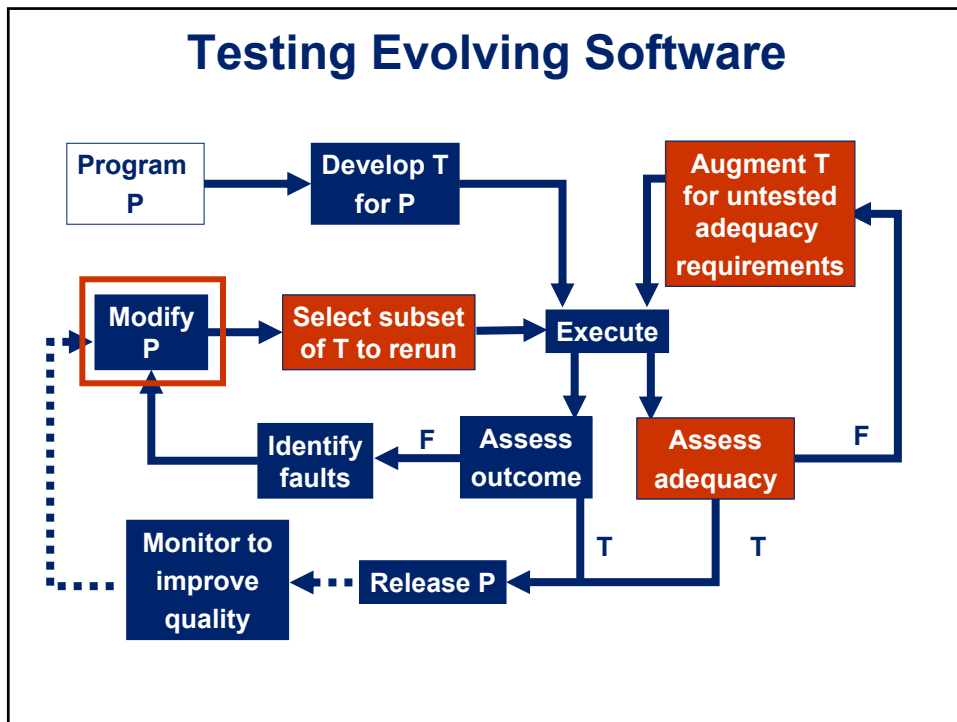 Testing Evolving Software
Program
P
Develop T
for P
Augment T
for untested
adequacy
requirements
Modify
P
Select subset
of T to rerun
Execute
Identify
faults
F
Assess
outcome
Assess
adequacy
F
T
T
Monitor to
improve
quality
Release P